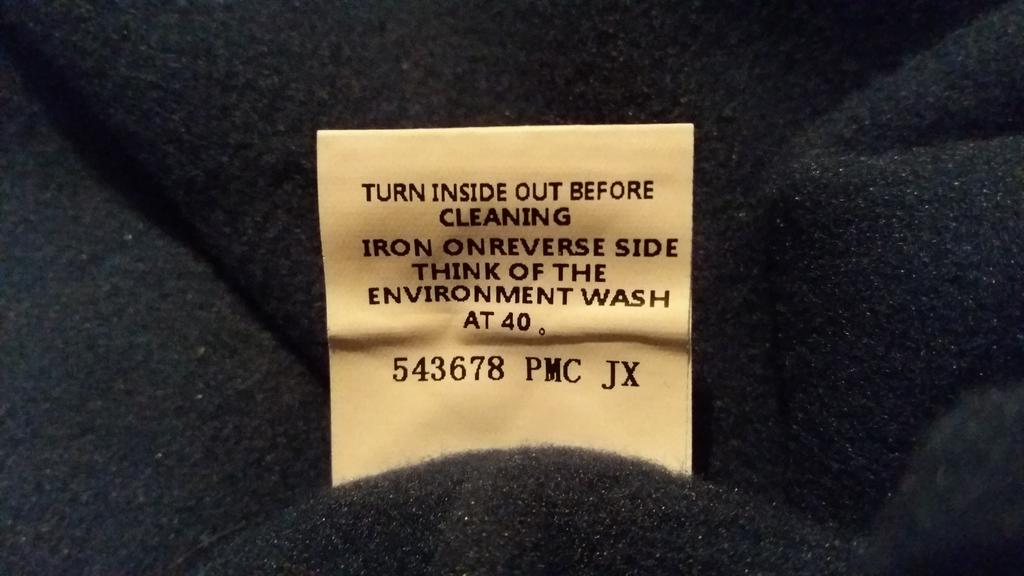 TURN INSIDE OUT BEFORE
CLEANING
IRON ONREVERSE SIDE
THINK OF THE
ENVIRONMENT WASH
AT 40 。
543678 PMC JX